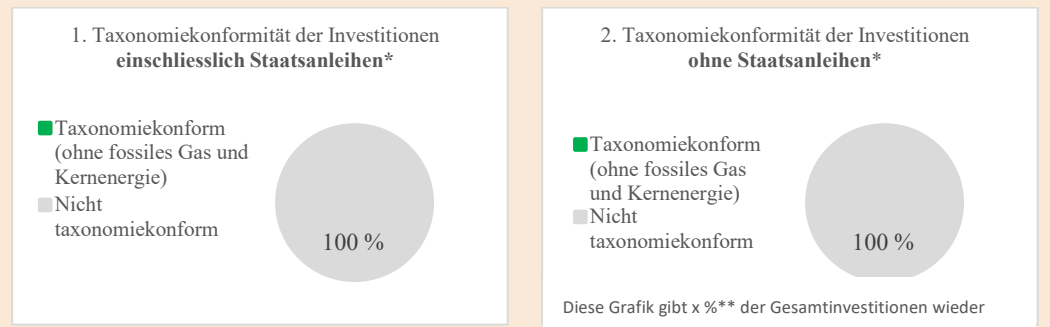 1. Taxonomiekonformität der Investitionen
einschliesslich Staatsanleihen*
Taxonomiekonform
(ohne fossiles Gas und
Kernenergie)
Nicht
taxonomiekonform
100 %
2. Taxonomiekonformität der Investitionen
ohne Staatsanleihen*
Taxonomiekonform
(ohne fossiles Gas
und Kernenergie)
Nicht
taxonomiekonform
100 %
Diese Grafik gibt x %** der Gesamtinvestitionen wieder